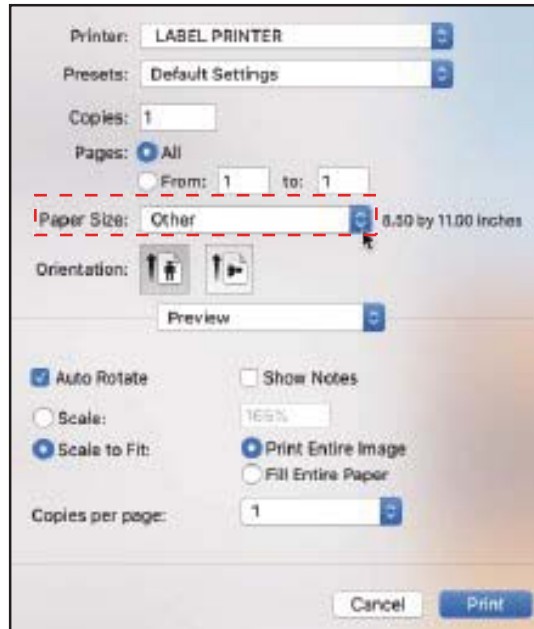 Printer: LABEL PRINTER
Presets: Default Settings
Copies: 1
Pages: All
From: 1 to: 1
Paper Size: Other 8.50 by 11.00 inches
Orientation:
Preview
Auto Rotate Show Notes
Scale: 165%
Scale to Fit: Print Entire Image
Fill Entire Paper
Copies per page: 1
Cancel Print